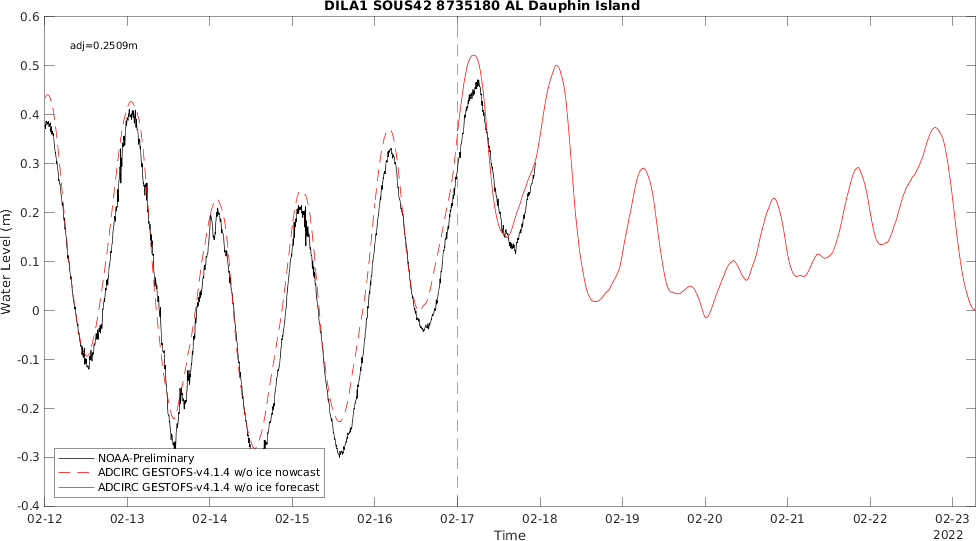 DILA1 SOUS42 8735180 AL Dauphin Island
0.6
adj=0.2509m
0.5
0.4
0.3
0.2
0.1
0
-0.1
-0.2
-0.3
-0.4
Water Level (m)
NOAA-Preliminary
ADCIRC GESTOFS-v4.1.4 w/o ice nowcast
ADCIRC GESTOFS-v4.1.4 w/o ice forecast
02-12 02-13 02-14 02-15 02-16 02-17 02-18 02-19 02-20 02-21 02-22 02-23
Time 2022